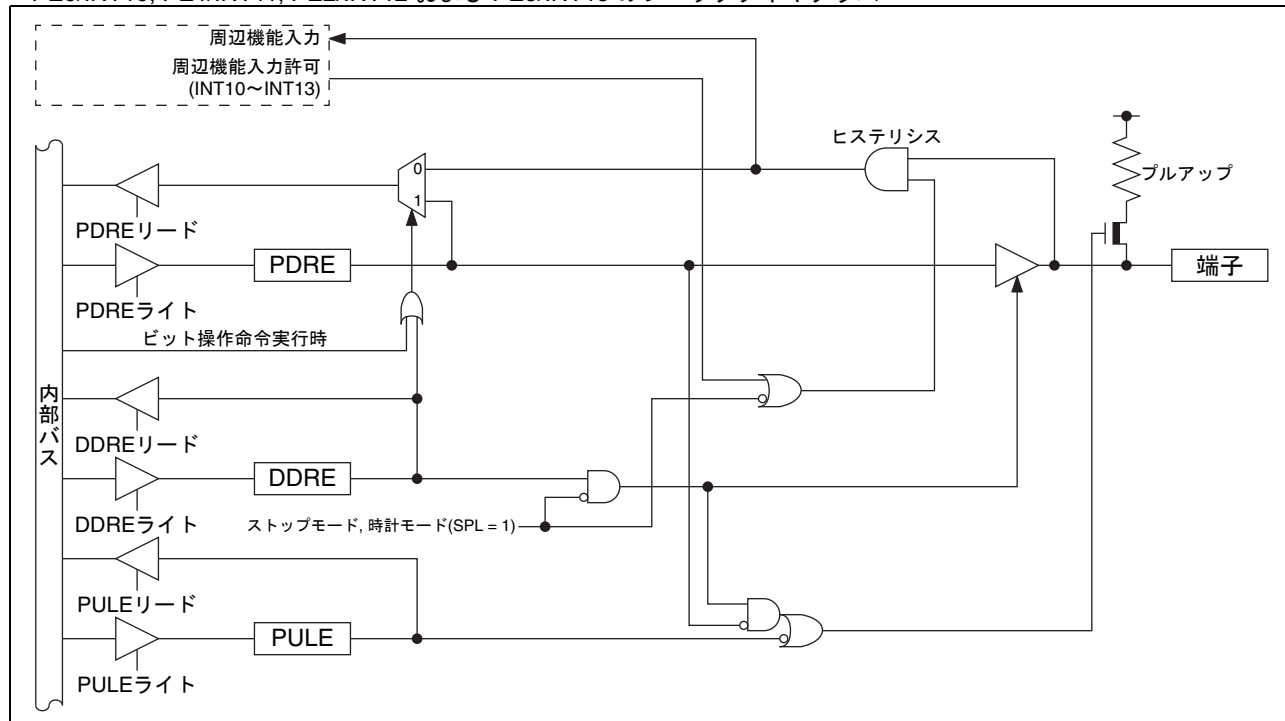 周辺機能入力
周辺機能入力許可
(INT10～INT13)
ヒステリシス
プルアップ
0
1
PDREリード
PDRE
端子
PDREライト
ビット操作命令実行時
内部バス
DDREリード
DDRE
DDREライト
ストップモード, 時計モード(SPL = 1)
PULEリード
PULE
PULEライト